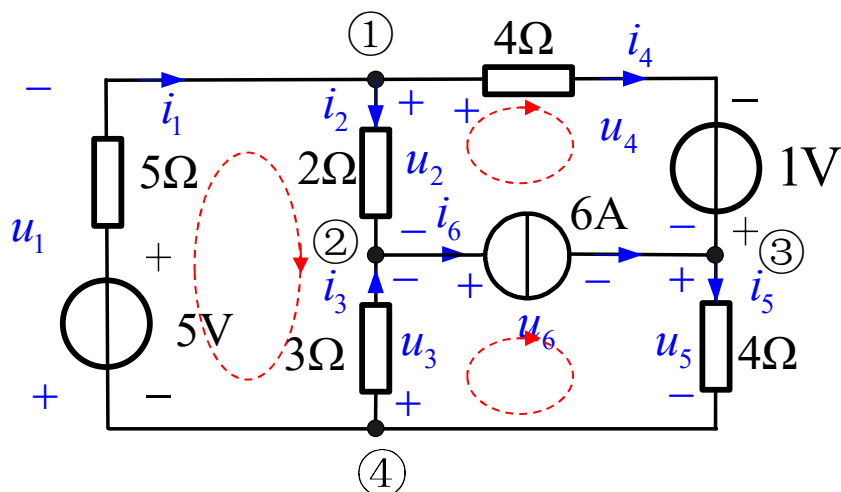 ① 4Ω i₄
− i₁ i₂ + + −
5Ω 2Ω u₂ u₄ 1V
u₁ + ② − i₆ 6A − + ③
i₃ − + − + i₅
5V 3Ω u₃ u₆ u₅ 4Ω
+ − + −
④